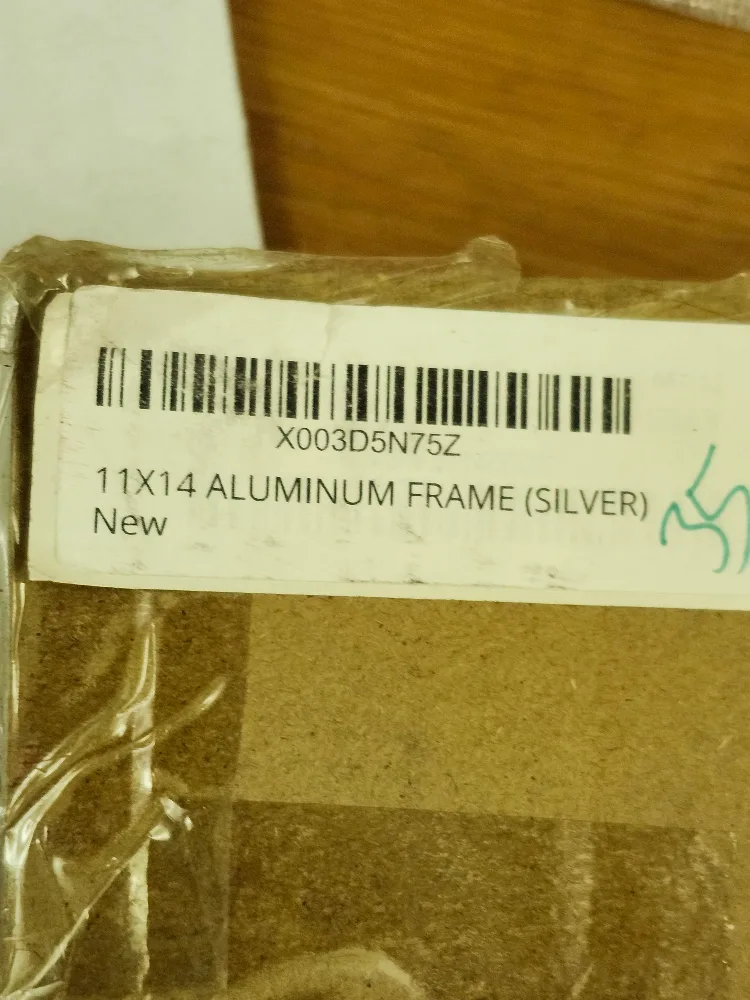 X003D5N75Z
11X14 ALUMINUM FRAME (SILVER)
New